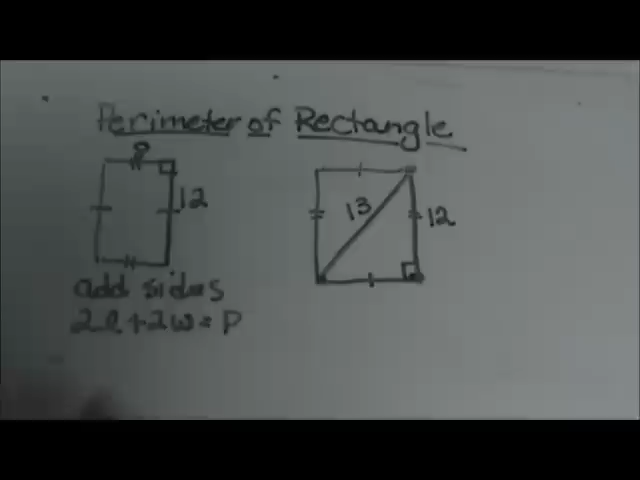 Perimeter of Rectangle
8
12
13
12
add sides
2l + 2w = P